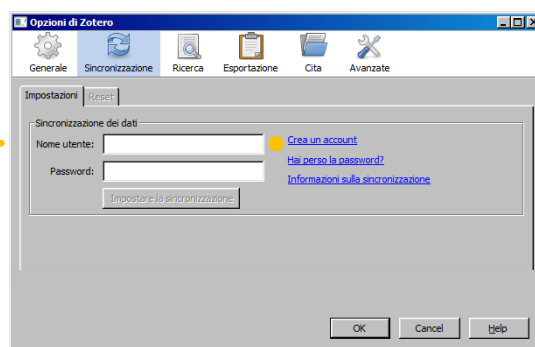 Opzioni di Zotero
Generale Sincronizzazione Ricerca Esportazione Cita Avanzate
Impostazioni Reset
Sincronizzazione dei dati
Nome utente: Crea un account
Hai perso la password?
Password: Informazioni sulla sincronizzazione
Impostare la sincronizzazione
OK Cancel Help